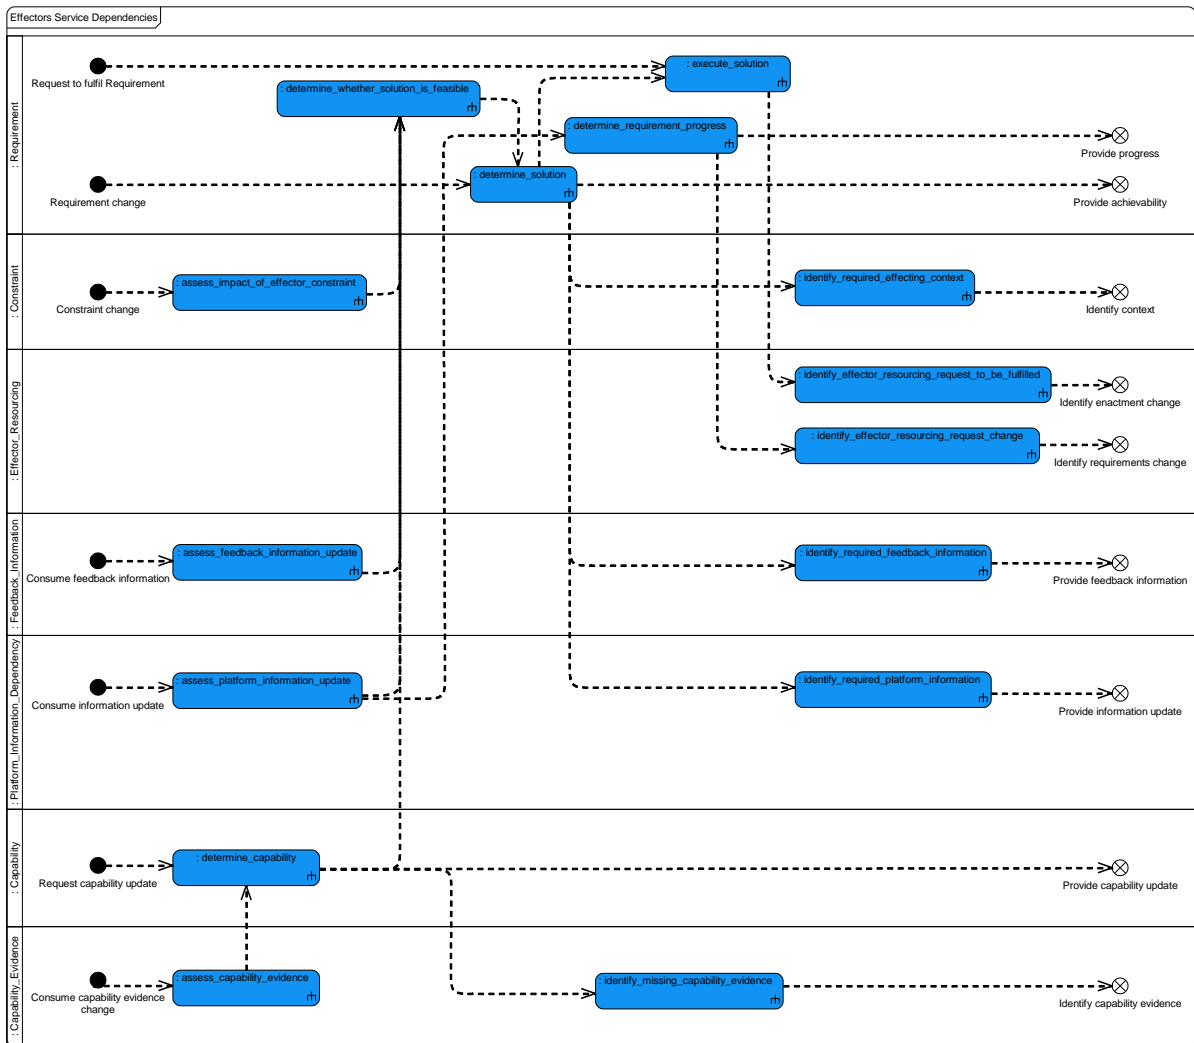 Effectors Service Dependencies
: Requirement
Request to fulfil Requirement
: execute_solution
: determine_whether_solution_is_feasible
: determine_requirement_progress
Provide progress
: determine_solution
Requirement change
Provide achievability
: Constraint
: assess_impact_of_effector_constraint
: identify_required_effecting_context
Constraint change
Identify context
: Effector_Resourcing
: identify_effector_resourcing_request_to_be_fulfilled
Identify enactment change
: identify_effector_resourcing_request_change
Identify requirements change
: Feedback_Information
: assess_feedback_information_update
: identify_required_feedback_information
Consume feedback information
Provide feedback information
: Platform_Information_Dependency
: assess_platform_information_update
: identify_required_platform_information
Consume information update
Provide information update
: Capability
: determine_capability
Request capability update
Provide capability update
: Capability_Evidence
: assess_capability_evidence
: identify_missing_capability_evidence
Consume capability evidence
change
Identify capability evidence